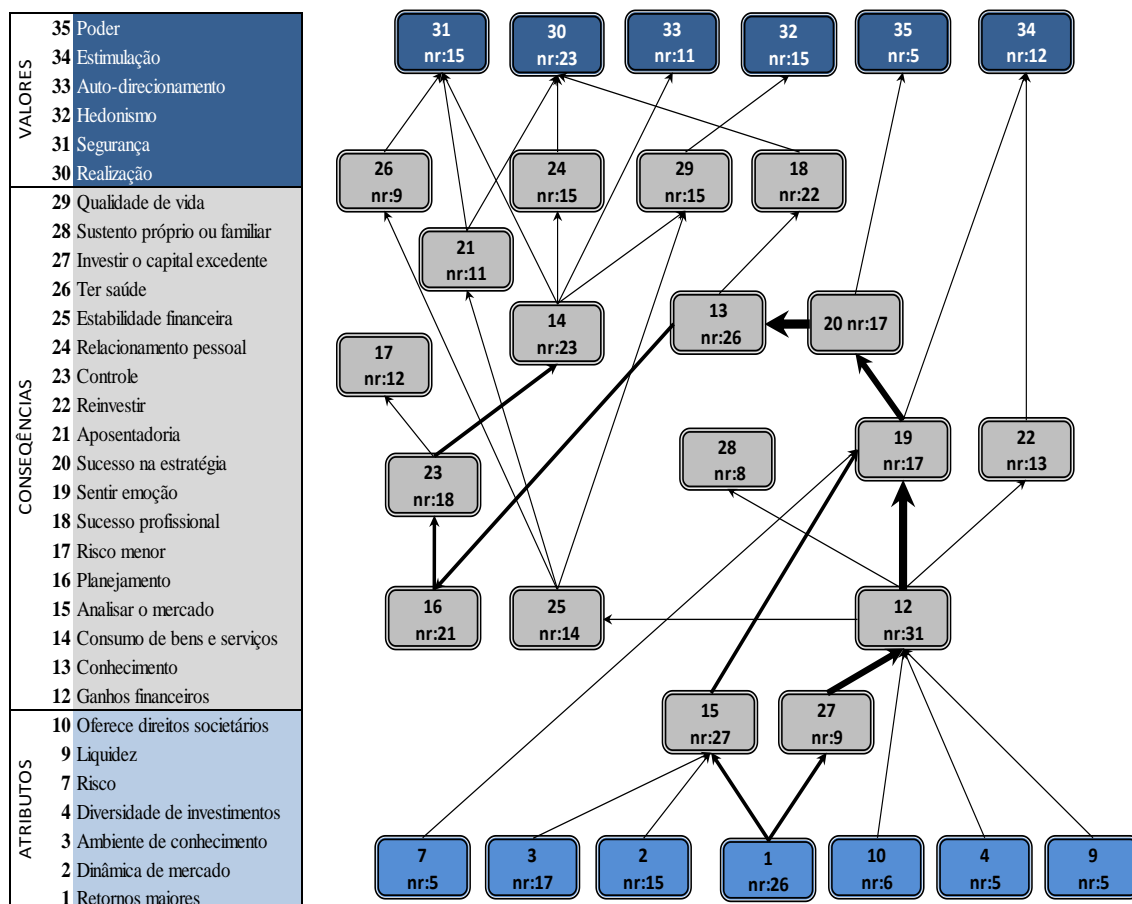 VALORES
35 Poder
34 Estimulação
33 Auto-direcionamento
32 Hedonismo
31 Segurança
30 Realização
CONSEQÊNCIAS
29 Qualidade de vida
28 Sustento próprio ou familiar
27 Investir o capital excedente
26 Ter saúde
25 Estabilidade financeira
24 Relacionamento pessoal
23 Controle
22 Reinvestir
21 Aposentadoria
20 Sucesso na estratégia
19 Sentir emoção
18 Sucesso profissional
17 Risco menor
16 Planejamento
15 Analisar o mercado
14 Consumo de bens e serviços
13 Conhecimento
12 Ganhos financeiros
ATRIBUTOS
10 Oferece direitos societários
9 Liquidez
7 Risco
4 Diversidade de investimentos
3 Ambiente de conhecimento
2 Dinâmica de mercado
1 Retornos maiores
31
nr:15
30
nr:23
33
nr:11
32
nr:15
35
nr:5
34
nr:12
26
nr:9
24
nr:15
29
nr:15
18
nr:22
21
nr:11
14
nr:23
13
nr:26
20 nr:17
17
nr:12
23
nr:18
28
nr:8
19
nr:17
22
nr:13
16
nr:21
25
nr:14
12
nr:31
15
nr:27
27
nr:9
7
nr:5
3
nr:17
2
nr:15
1
nr:26
10
nr:6
4
nr:5
9
nr:5